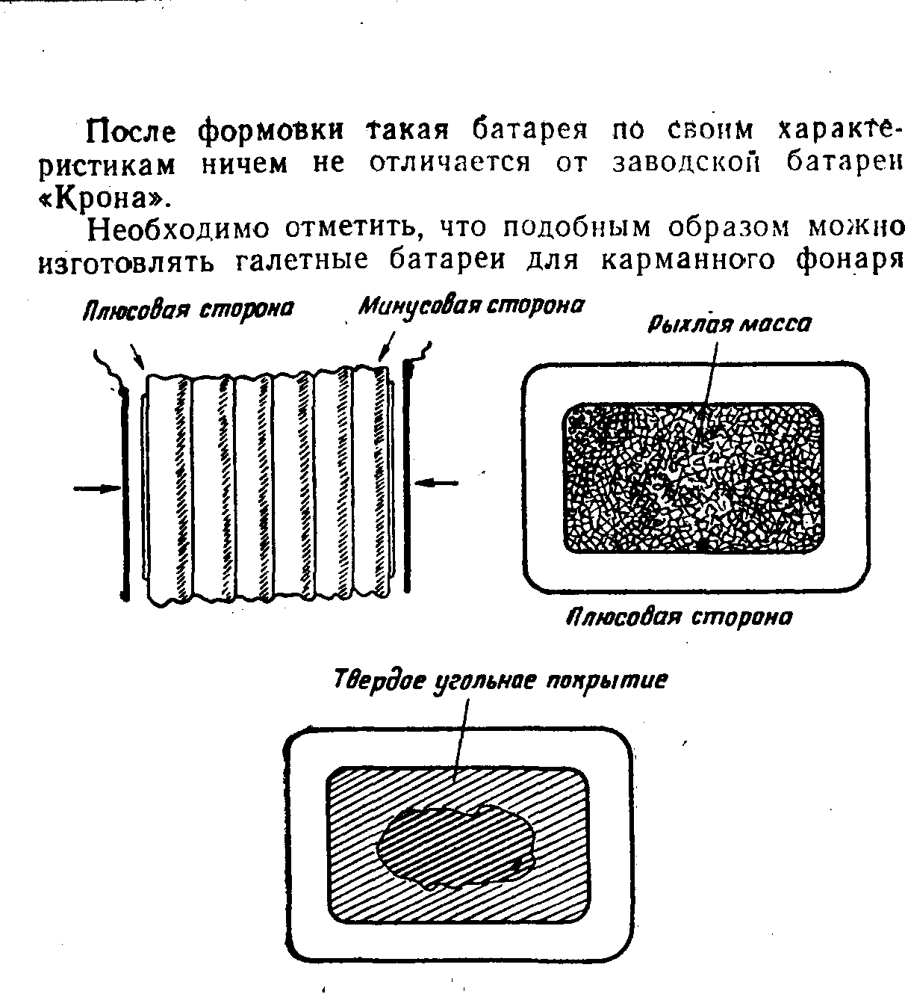 После формовки такая батарея по своим характе-
ристикам ничем не отличается от заводской батареи
«Крона».
Необходимо отметить, что подобным образом можно
изготовлять галетные батареи для карманного фонаря
Плюсовая сторона
Минусовая сторона
Рыхлая масса
Плюсовая сторона
Твердое угольное покрытие